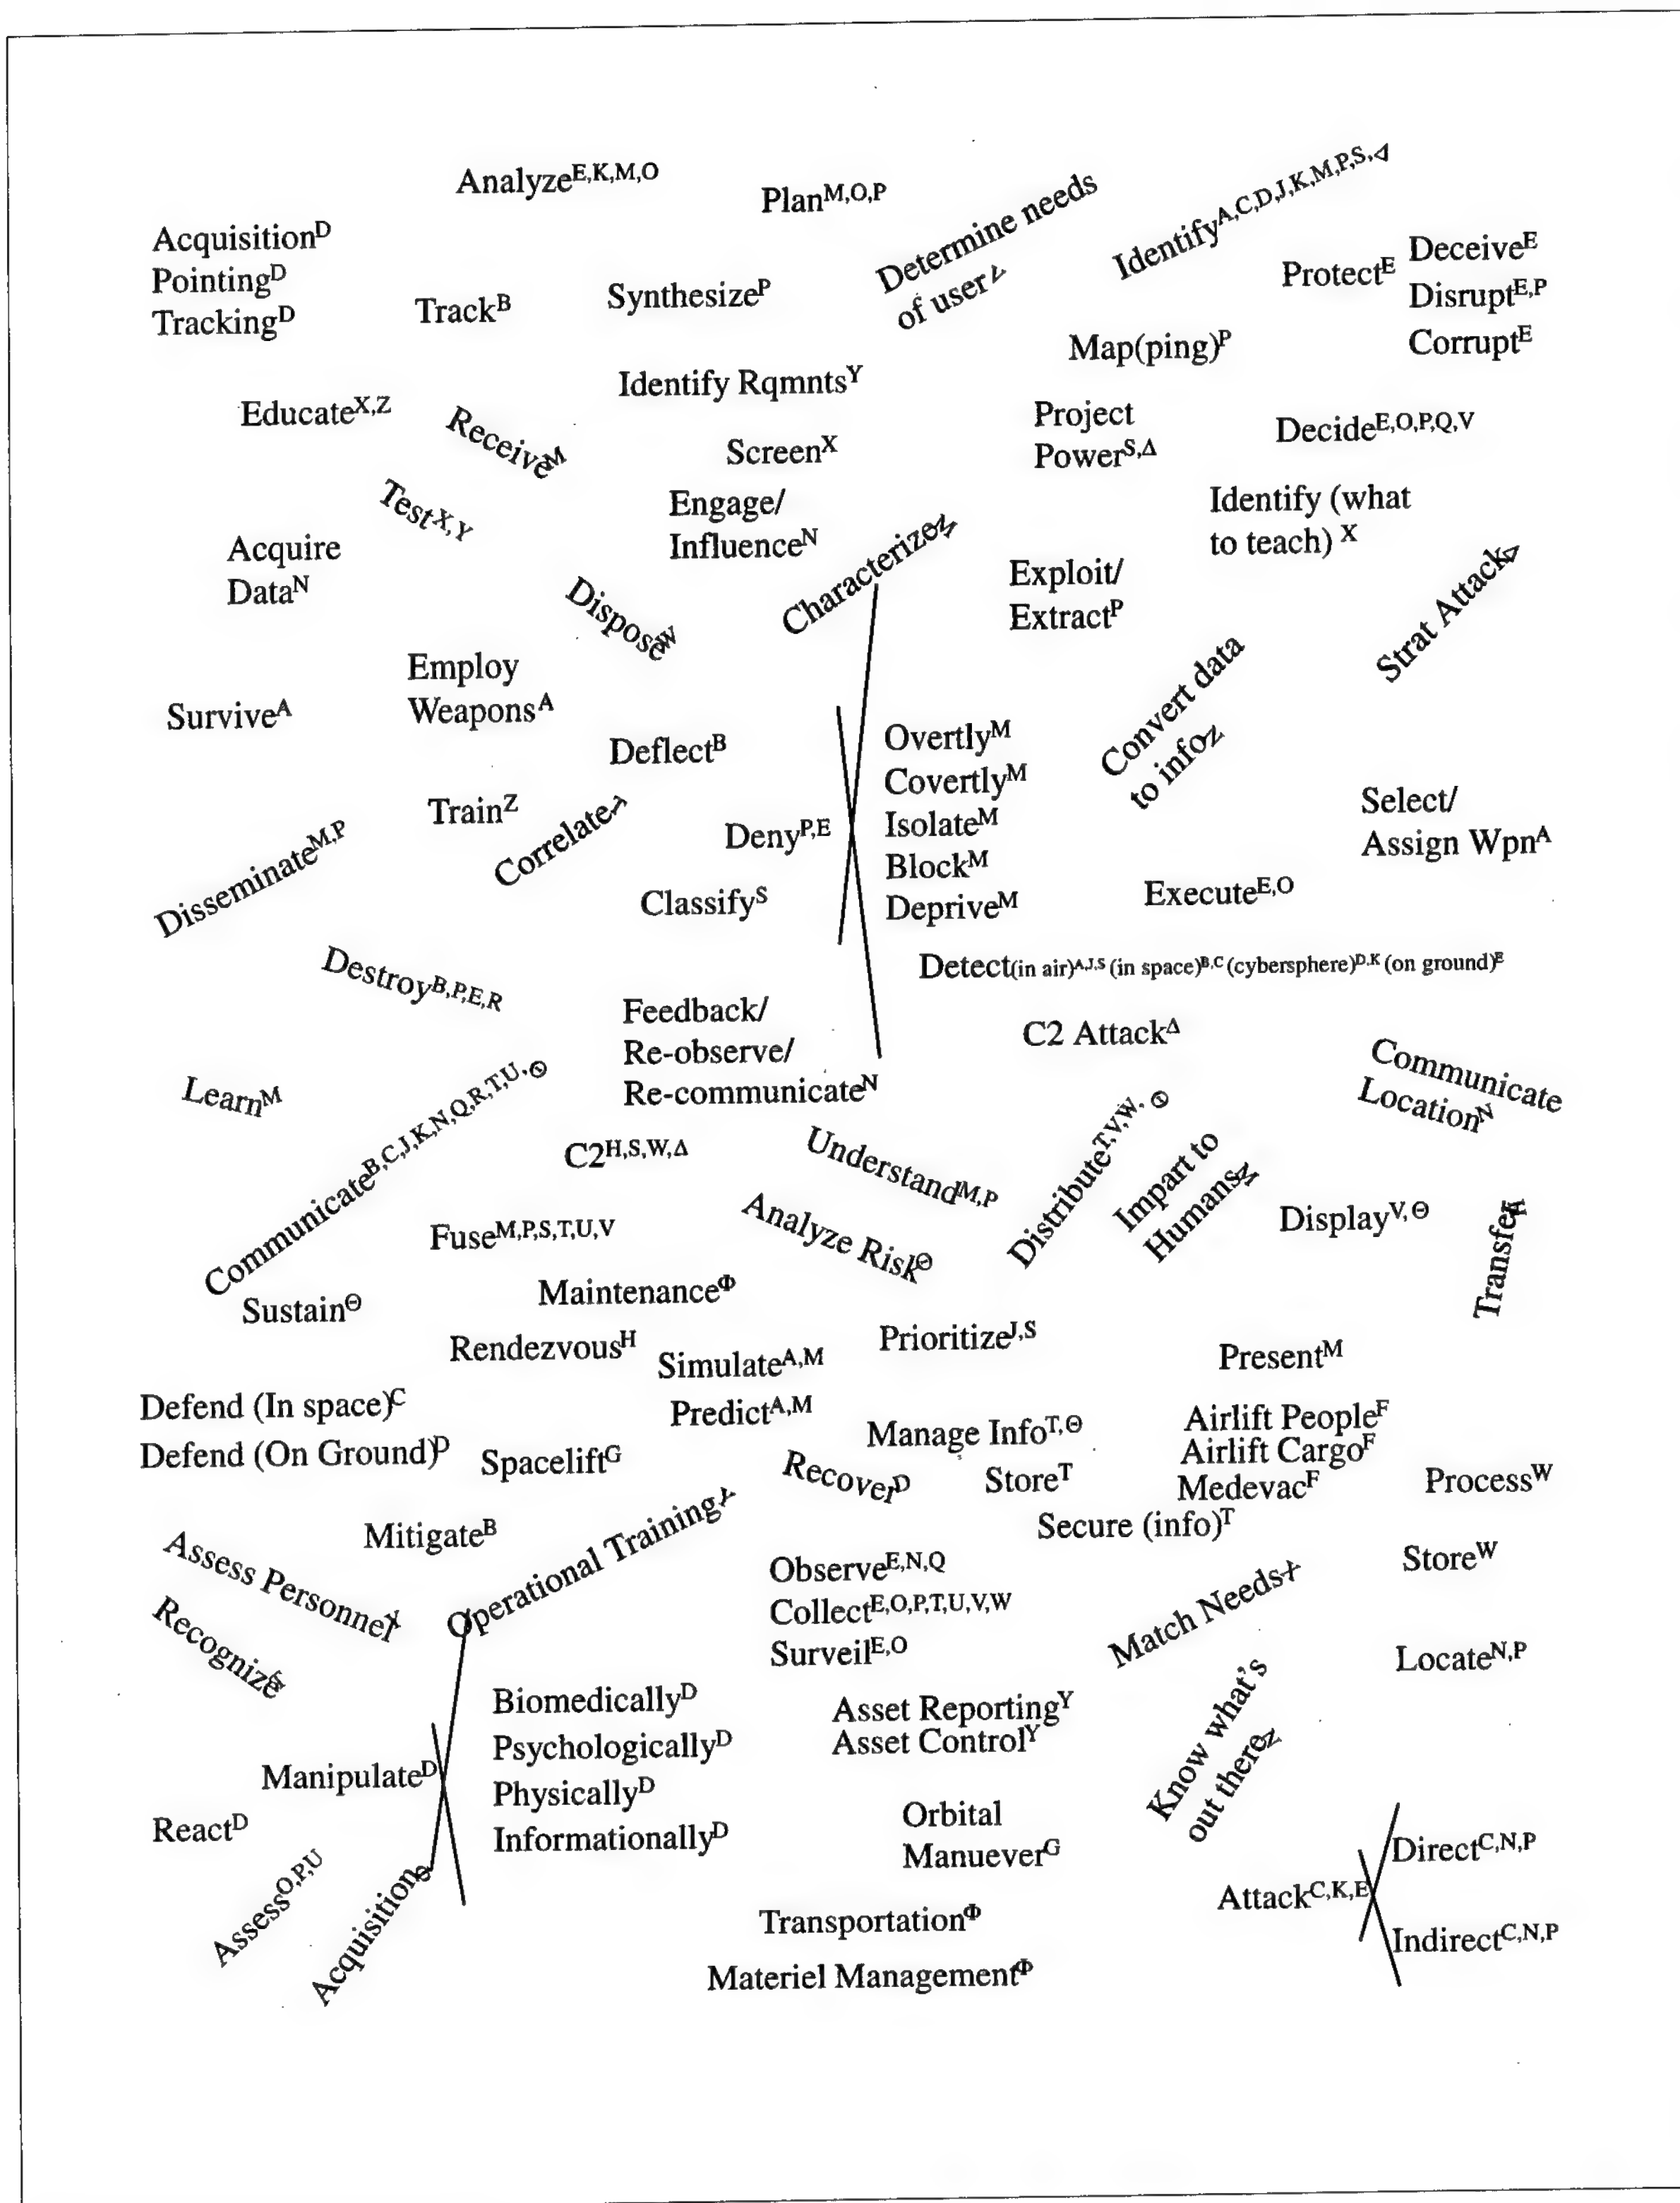 Analyze^E,K,M,O
Plan^M,O,P
Determine needs
of user
Identify^A,C,D,J,K,M,P,S,Δ
Acquisition^D
Pointing^D
Tracking^D
Track^B
Synthesize^P
Protect^E
Deceive^E
Disrupt^E,P
Corrupt^E
Map(ping)^P
Identify Rqmnts^Y
Educate^X,Z
Receive^M
Screen^X
Project
Power^S,Δ
Decide^E,O,P,Q,V
Test^X,Y
Engage/
Influence^N
Identify (what
to teach) ^X
Acquire
Data^N
Characterize
Exploit/
Extract^P
Strat Attack^Δ
Dispose^W
Employ
Weapons^A
Survive^A
Deflect^B
Overtly^M
Covertly^M
Isolate^M
Block^M
Deprive^M
Convert data
to info^Z
Train^Z
Correlate
Deny^P,E
Select/
Assign Wpn^A
Disseminate^M,P
Classify^S
Execute^E,O
Destroy^B,P,E,R
Detect(in air)^A,J,S (in space)^B,C (cybersphere)^D,K (on ground)^E
Feedback/
Re-observe/
Re-communicate^N
C2 Attack^Δ
Learn^M
Communicate
Location^N
Communicate^B,C,J,K,N,Q,R,T,U,Θ
C2^H,S,W,Δ
Understand^M,P
Distribute^T,V,W,Θ
Impart to
Humans^M
Analyze Risk^Θ
Display^V,Θ
Transfer
Fuse^M,P,S,T,U,V
Sustain^Θ
Maintenance^Φ
Rendezvous^H
Simulate^A,M
Prioritize^J,S
Present^M
Defend (In space)^C
Defend (On Ground)^D
Predict^A,M
Manage Info^T,Θ
Airlift People^F
Airlift Cargo^F
Medevac^F
Spacelift^G
Recover^D
Store^T
Process^W
Secure (info)^T
Mitigate^B
Operational Training^Y
Assess Personnel^X
Observe^E,N,Q
Collect^E,O,P,T,U,V,W
Surveil^E,O
Store^W
Match Needs
Recognize
Locate^N,P
Biomedically^D
Psychologically^D
Physically^D
Informationally^D
Asset Reporting^Y
Asset Control^Y
Know what's
out there^Z
Manipulate^D
React^D
Orbital
Manuever^G
Assess^O,P,U
Acquisition
Attack^C,K,E
Direct^C,N,P
Indirect^C,N,P
Transportation^Φ
Materiel Management^Φ